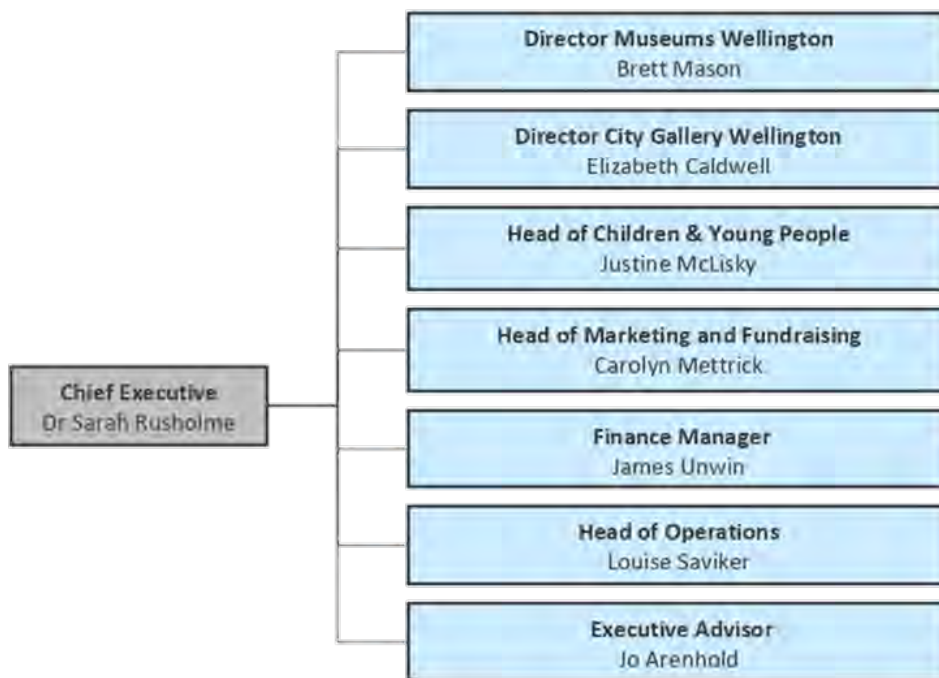 Director Museums Wellington
Brett Mason
Director City Gallery Wellington
Elizabeth Caldwell
Head of Children & Young People
Justine McLisky
Head of Marketing and Fundraising
Carolyn Mettrick
Chief Executive
Dr Sarah Rusholme
Finance Manager
James Unwin
Head of Operations
Louise Saviker
Executive Advisor
Jo Arenhold